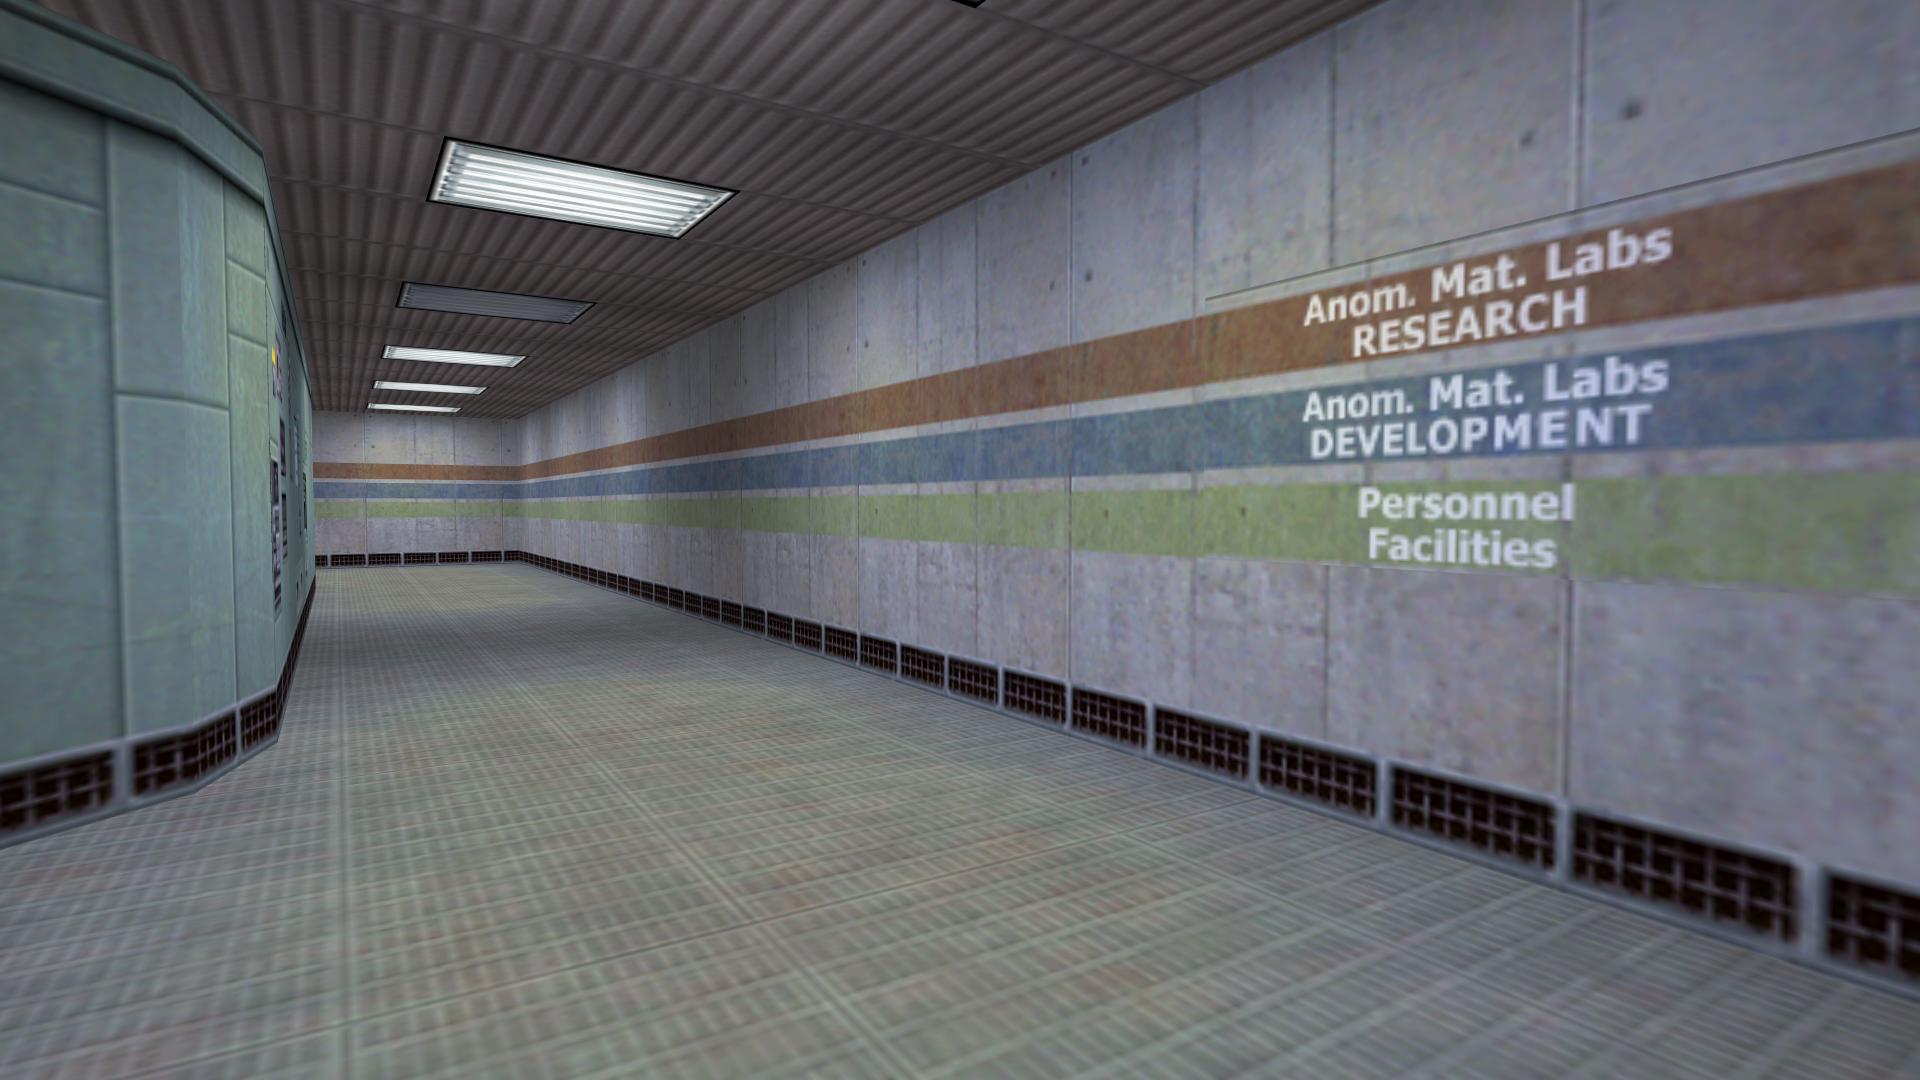 Anom. Mat. Labs
RESEARCH
Anom. Mat. Labs
DEVELOPMENT
Personnel
Facilities